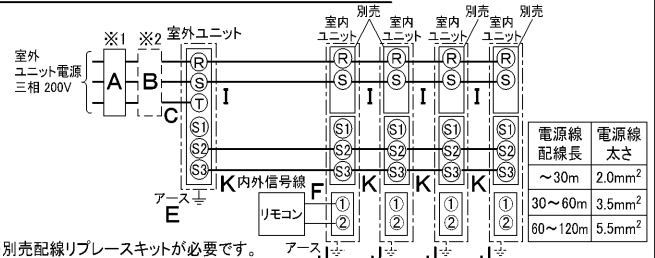 ※1 ※2 室外ユニット 室内ユニット 別売 室内ユニット 室内ユニット 別売 室内ユニット 別売
室外
ユニット電源
三相 200V
A B
R R R R R
S S S S S
I I I I
T
C
S1 S1 S1 S1 S1
S2 S2 S2 S2 S2
S3 S3 S3 S3 S3
K 内外信号線 F K K K
アース
E
リモコン
① ① ① ①
② ② ② ②
アース
電源線配線長 電源線太さ
～30m 2.0mm²
30～60m 3.5mm²
60～120m 5.5mm²
別売配線リプレースキットが必要です。